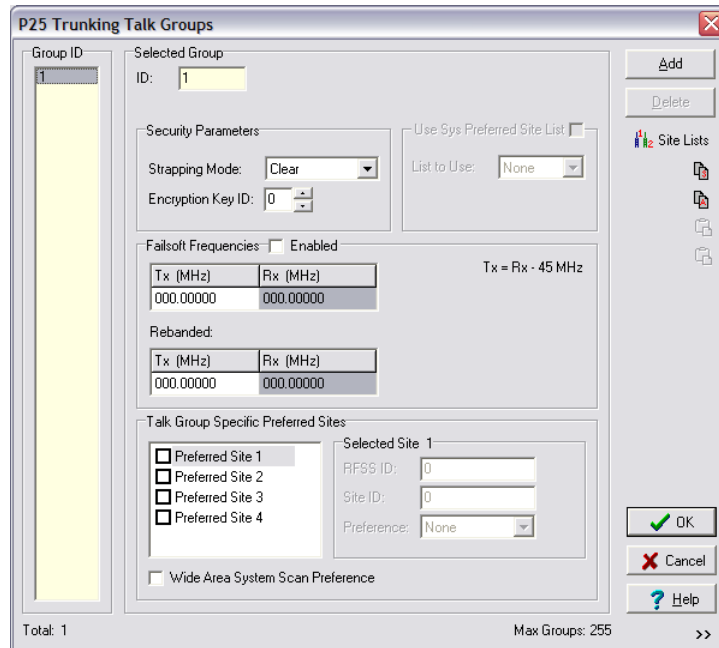 P25 Trunking Talk Groups
Group ID
1
Selected Group
ID: 1
Security Parameters
Strapping Mode: Clear
Encryption Key ID: 0
Use Sys Preferred Site List
List to Use: None
Failsoft Frequencies Enabled
Tx (MHz) Rx (MHz)
000.00000 000.00000
Tx = Rx - 45 MHz
Rebanded:
Tx (MHz) Rx (MHz)
000.00000 000.00000
Talk Group Specific Preferred Sites
Preferred Site 1
Preferred Site 2
Preferred Site 3
Preferred Site 4
Selected Site 1
RFSS ID: 0
Site ID: 0
Preference: None
Wide Area System Scan Preference
Add
Delete
1 2 Site Lists
S
A
OK
Cancel
? Help
Total: 1
Max Groups: 255
>>